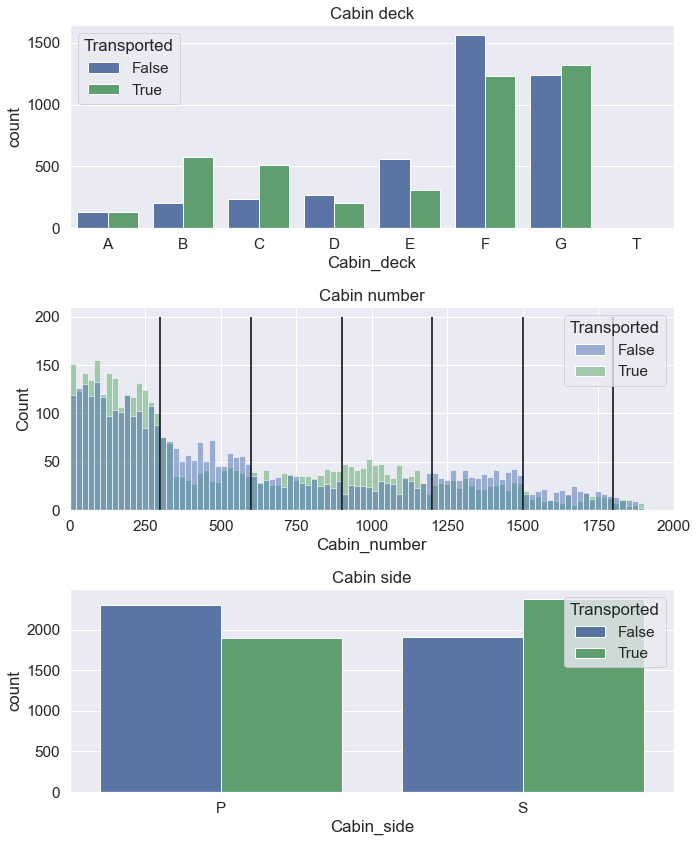 Cabin deck
Transported
False
True
1500
1000
500
0
count
A B C D E F G T
Cabin_deck
Cabin number
Transported
False
True
200
150
100
50
0
Count
0 250 500 750 1000 1250 1500 1750 2000
Cabin_number
Cabin side
Transported
False
True
2000
1500
1000
500
0
count
P S
Cabin_side